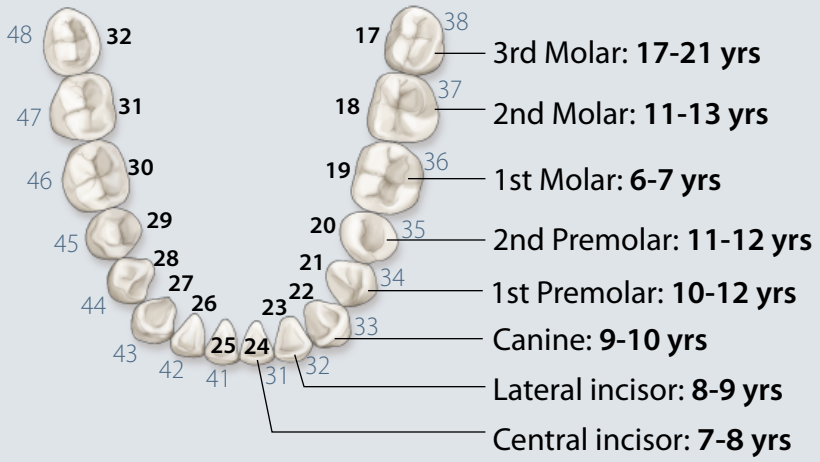 48 32 17 38
3rd Molar: 17-21 yrs
47 31 18 37
2nd Molar: 11-13 yrs
46 30 19 36
1st Molar: 6-7 yrs
45 29 20 35
2nd Premolar: 11-12 yrs
44 28 21 34
1st Premolar: 10-12 yrs
43 27 22 33
Canine: 9-10 yrs
42 26 23 32
Lateral incisor: 8-9 yrs
41 25 24 31
Central incisor: 7-8 yrs